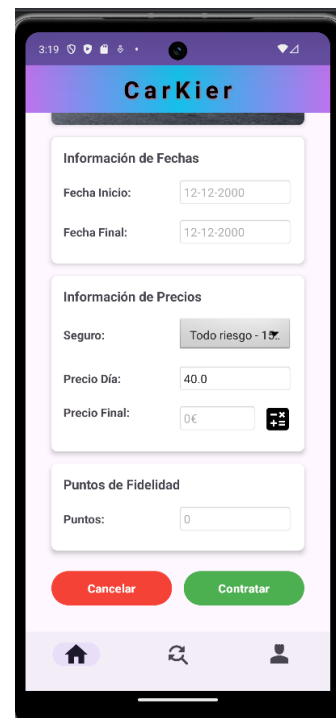 3:19
CarKier
Información de Fechas
Fecha Inicio: 12-12-2000
Fecha Final: 12-12-2000
Información de Precios
Seguro: Todo riesgo - 15..
Precio Día: 40.0
Precio Final: 0€
Puntos de Fidelidad
Puntos: 0
Cancelar Contratar